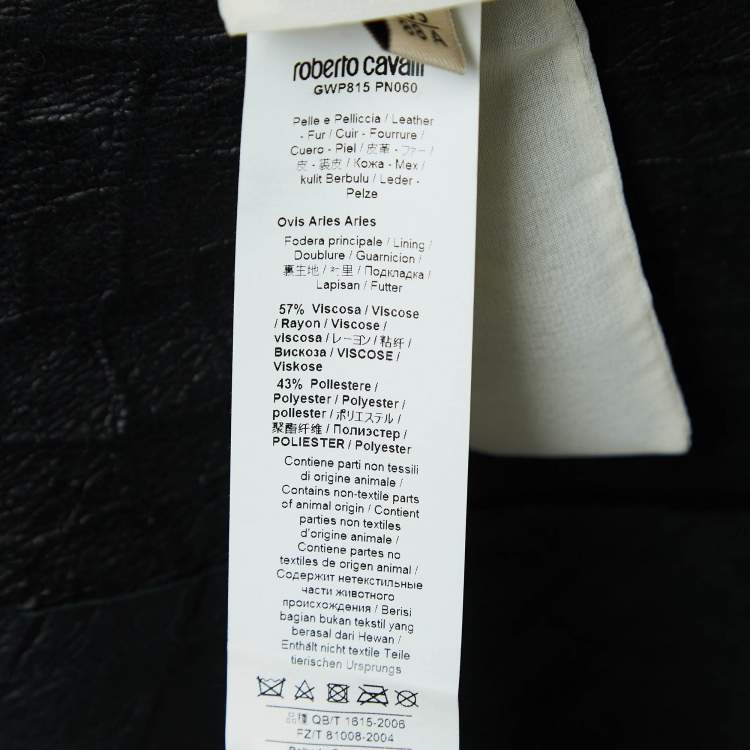 roberto cavalli
GWP815 PN060
Pelle e Pelliccia / Leather
- Fur / Cuir - Fourrure /
Cuero - Piel / 皮革 - ファー /
皮 - 裘皮 / Кожа - Мех /
kulit Berbulu / Leder -
Pelze
Ovis Aries Aries
Fodera principale / Lining /
Doublure / Guarnicion /
裏生地 / 衬里 / Подкладка /
Lapisan / Futter
57% Viscosa / Viscose
/ Rayon / Viscose /
viscosa / レーヨン / 粘纤 /
Вискоза / VISCOSE /
Viskose
43% Poliestere /
Polyester / Polyester /
poliester / ポリエステル /
聚酯纤维 / Полиэстер /
POLIESTER / Polyester
Contiene parti non tessili
di origine animale /
Contains non-textile parts
of animal origin / Contient
parties non textiles
d'origine animale /
Contiene partes no
textiles de origen animal /
Содержит нетекстильные
части животного
происхождения / Berisi
bagian bukan tekstil yang
berasal dari Hewan /
Enthält nicht textile Teile
tierischen Ursprungs
品種 QB/T 1615-2006
FZ/T 81008-2004